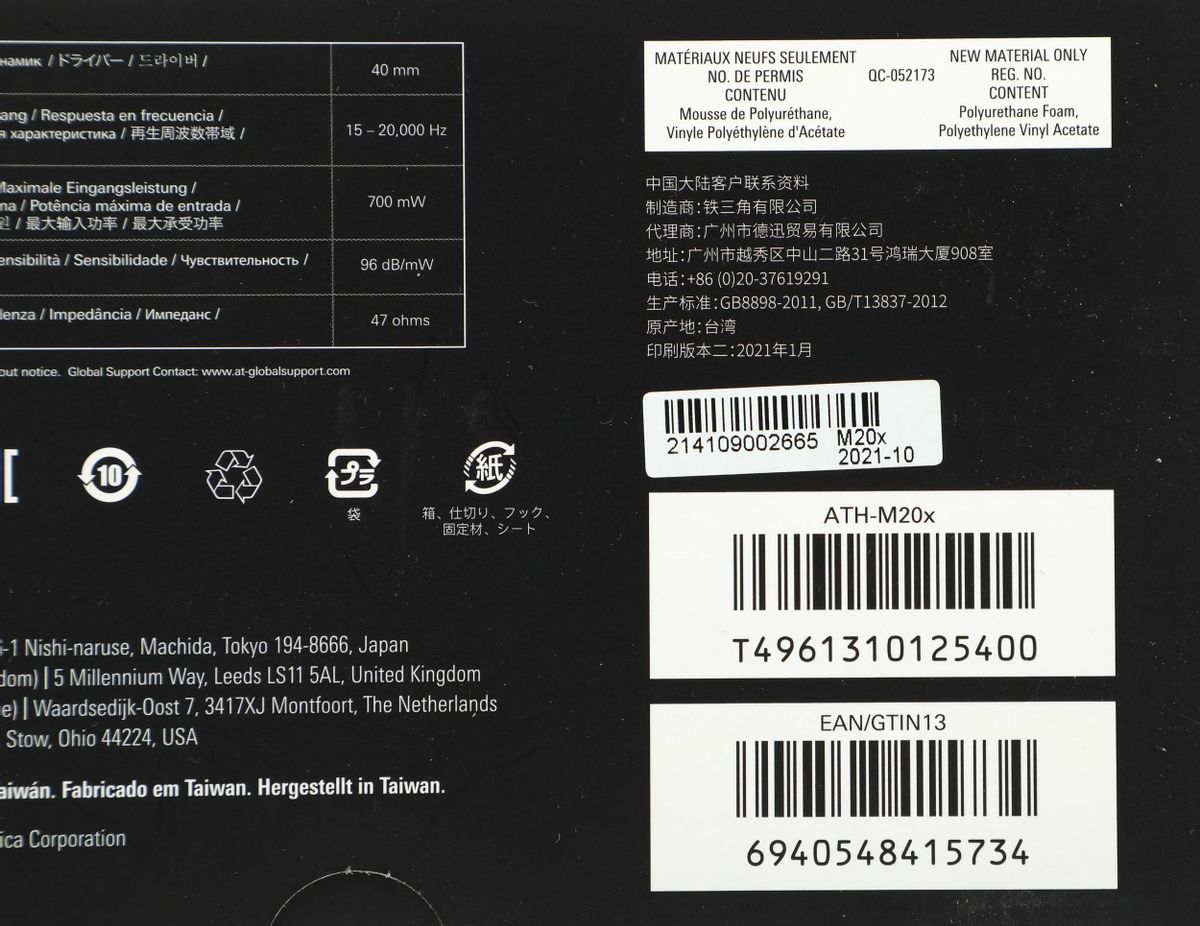 намик / ドライバー / 드라이버 /
40 mm
ang / Respuesta en frecuencia /
я характеристика / 再生周波数帯域 /
15 – 20,000 Hz
Maximale Eingangsleistung /
na / Potência máxima de entrada /
/ 最大输入功率 / 最大承受功率
700 mW
ensibilità / Sensibilidade / Чувствительность /
96 dB/mW
lenza / Impedância / Импеданс /
47 ohms
out notice. Global Support Contact: www.at-globalsupport.com
10
プラ
袋
紙
箱、仕切り、フック、
固定材、シート
-1 Nishi-naruse, Machida, Tokyo 194-8666, Japan
dom) | 5 Millennium Way, Leeds LS11 5AL, United Kingdom
e) | Waardsedijk-Oost 7, 3417XJ Montfoort, The Netherlands
Stow, Ohio 44224, USA
aiwán. Fabricado em Taiwan. Hergestellt in Taiwan.
ica Corporation
MATÉRIAUX NEUFS SEULEMENT
NO. DE PERMIS
CONTENU
Mousse de Polyuréthane,
Vinyle Polyéthylène d'Acétate
QC-052173
NEW MATERIAL ONLY
REG. NO.
CONTENT
Polyurethane Foam,
Polyethylene Vinyl Acetate
中国大陆客户联系资料
制造商：铁三角有限公司
代理商：广州市德迅贸易有限公司
地址：广州市越秀区中山二路31号鸿瑞大厦908室
电话：+86 (0)20-37619291
生产标准：GB8898-2011, GB/T13837-2012
原产地：台湾
印刷版本二：2021年1月
214109002665 M20x
2021-10
ATH-M20x
T4961310125400
EAN/GTIN13
6940548415734